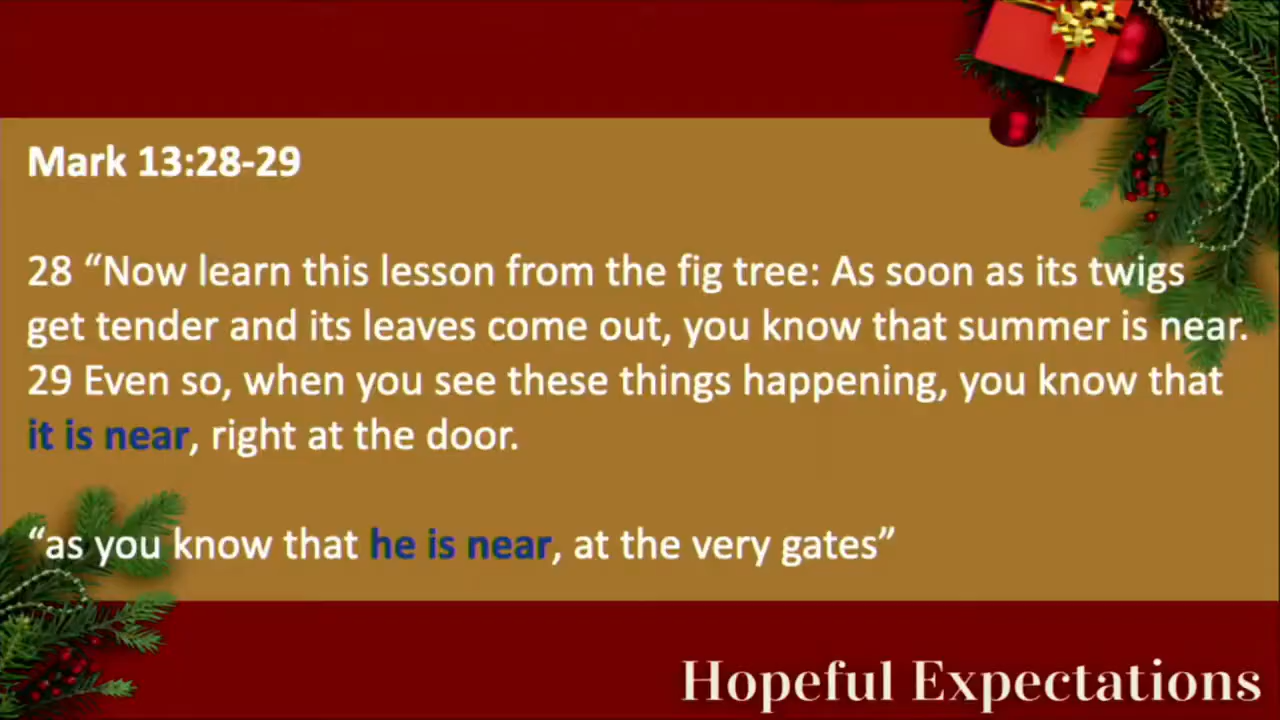 Mark 13:28-29
28 “Now learn this lesson from the fig tree: As soon as its twigs
get tender and its leaves come out, you know that summer is near.
29 Even so, when you see these things happening, you know that
it is near, right at the door.
“as you know that he is near, at the very gates”
Hopeful Expectations